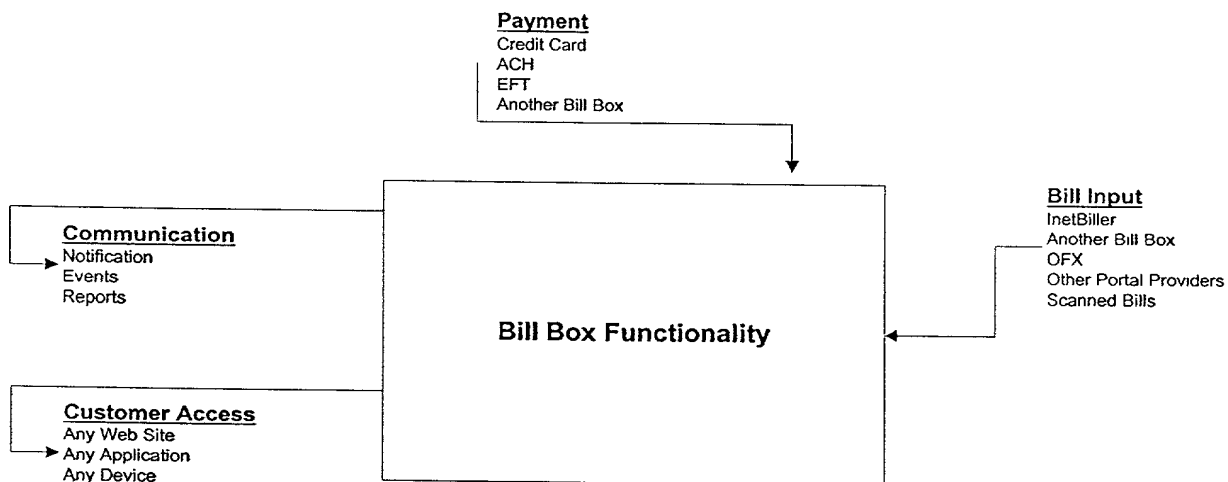 Payment
Credit Card
ACH
EFT
Another Bill Box
Bill Input
InetBiller
Another Bill Box
OFX
Other Portal Providers
Scanned Bills
Communication
Notification
Events
Reports
Bill Box Functionality
Customer Access
Any Web Site
Any Application
Any Device